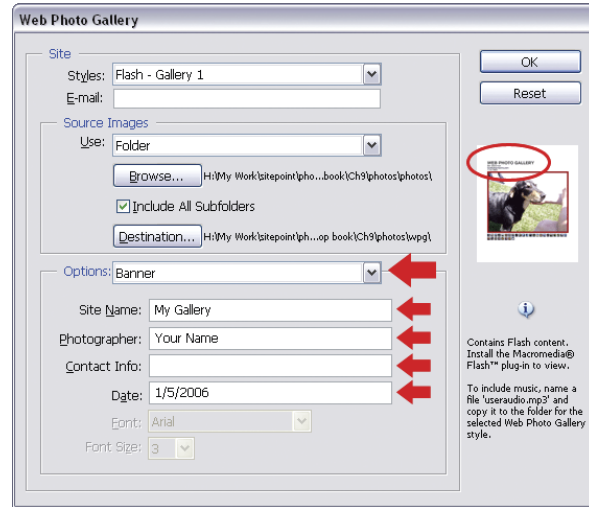 Web Photo Gallery
Site
Styles: Flash - Gallery 1
E-mail:
Source Images
Use: Folder
Browse... H:\My Work\sitepoint\pho...book\Ch9\photos\photos\
Include All Subfolders
Destination... H:\My Work\sitepoint\ph...op book\Ch9\photos\wpg\
Options: Banner
Site Name: My Gallery
Photographer: Your Name
Contact Info:
Date: 1/5/2006
Font: Arial
Font Size: 3
OK
Reset
WEB PHOTO GALLERY
Contains Flash content.
Install the Macromedia®
Flash™ plug-in to view.
To include music, name a
file 'useraudio.mp3' and
copy it to the folder for the
selected Web Photo Gallery
style.